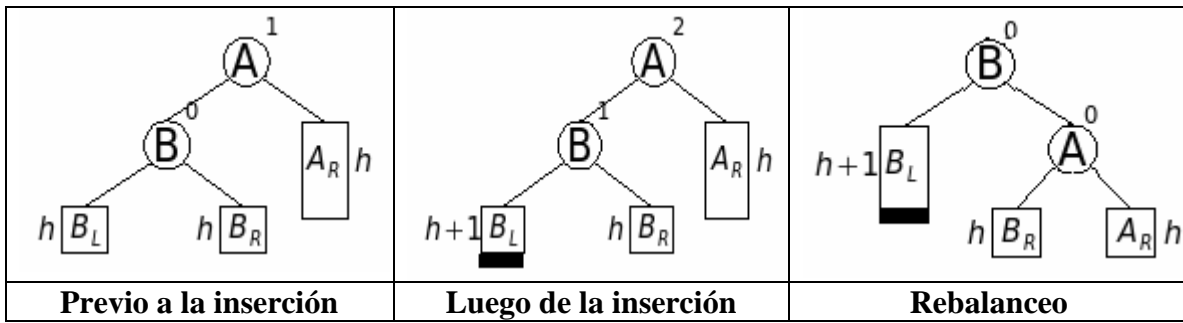 1
A
0
B
A_R h
h B_L
h B_R
Previo a la inserción
2
A
1
B
A_R h
h+1 B_L
h B_R
Luego de la inserción
0
B
0
h+1 B_L
A
h B_R
A_R h
Rebalanceo